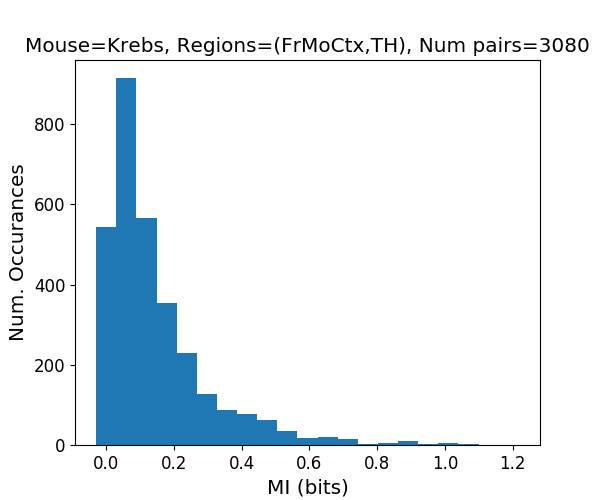 Mouse=Krebs, Regions=(FrMoCtx,TH), Num pairs=3080
Num. Occurances
800
600
400
200
0
0.0 0.2 0.4 0.6 0.8 1.0 1.2
MI (bits)